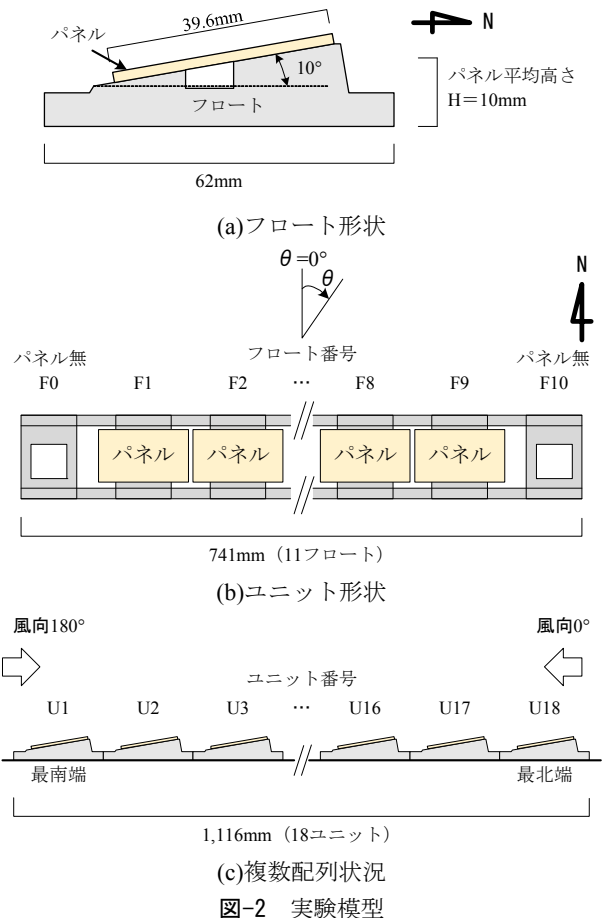 39.6mm
パネル
N
10°
パネル平均高さ
H=10mm
フロート
62mm
(a)フロート形状
θ=0°
θ
N
パネル無 フロート番号 パネル無
F0 F1 F2 … F8 F9 F10
パネル パネル パネル パネル
741mm（11フロート）
(b)ユニット形状
風向180° 風向0°
ユニット番号
U1 U2 U3 … U16 U17 U18
最南端 最北端
1,116mm（18ユニット）
(c)複数配列状況
図-2 実験模型